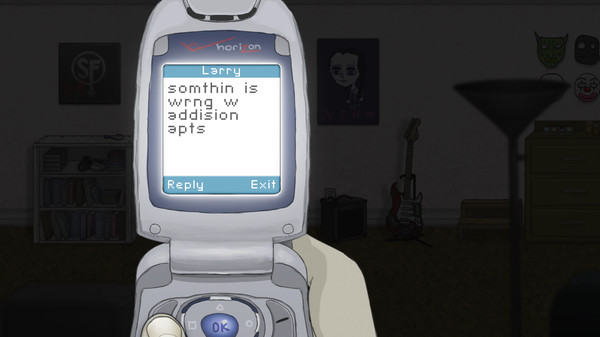 horizon
SF
Larry
somthin is
wrng w
addision
apts
Reply Exit
OK